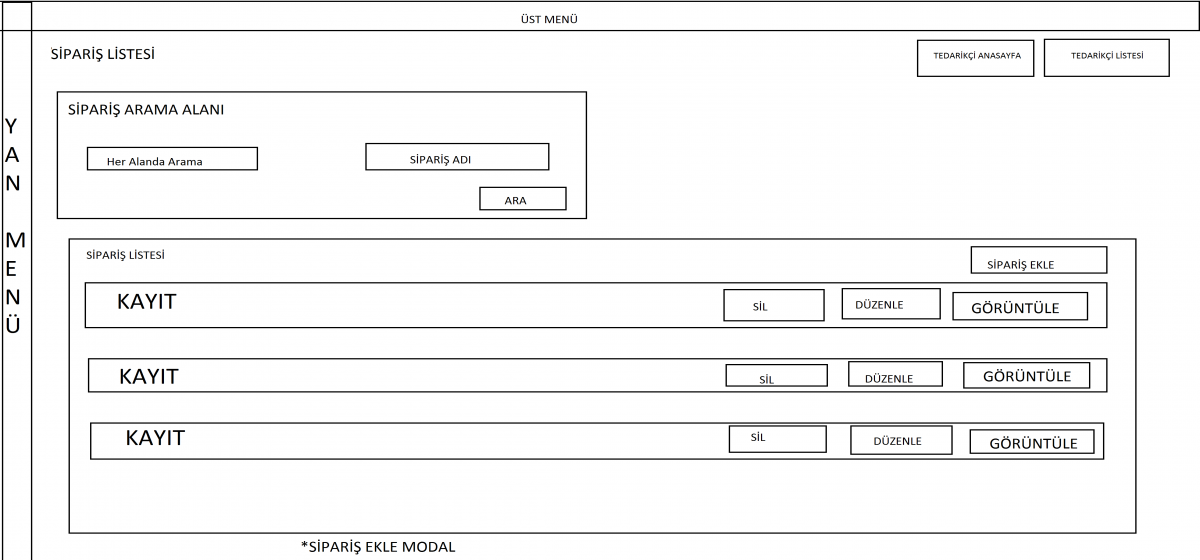 ÜST MENÜ
SİPARİŞ LİSTESİ
TEDARİKÇİ ANASAYFA
TEDARİKÇİ LİSTESİ
YAN MENÜ
SİPARİŞ ARAMA ALANI
Her Alanda Arama
SİPARİŞ ADI
ARA
SİPARİŞ LİSTESİ
SİPARİŞ EKLE
KAYIT SİL DÜZENLE GÖRÜNTÜLE
KAYIT SİL DÜZENLE GÖRÜNTÜLE
KAYIT SİL DÜZENLE GÖRÜNTÜLE
*SİPARİŞ EKLE MODAL